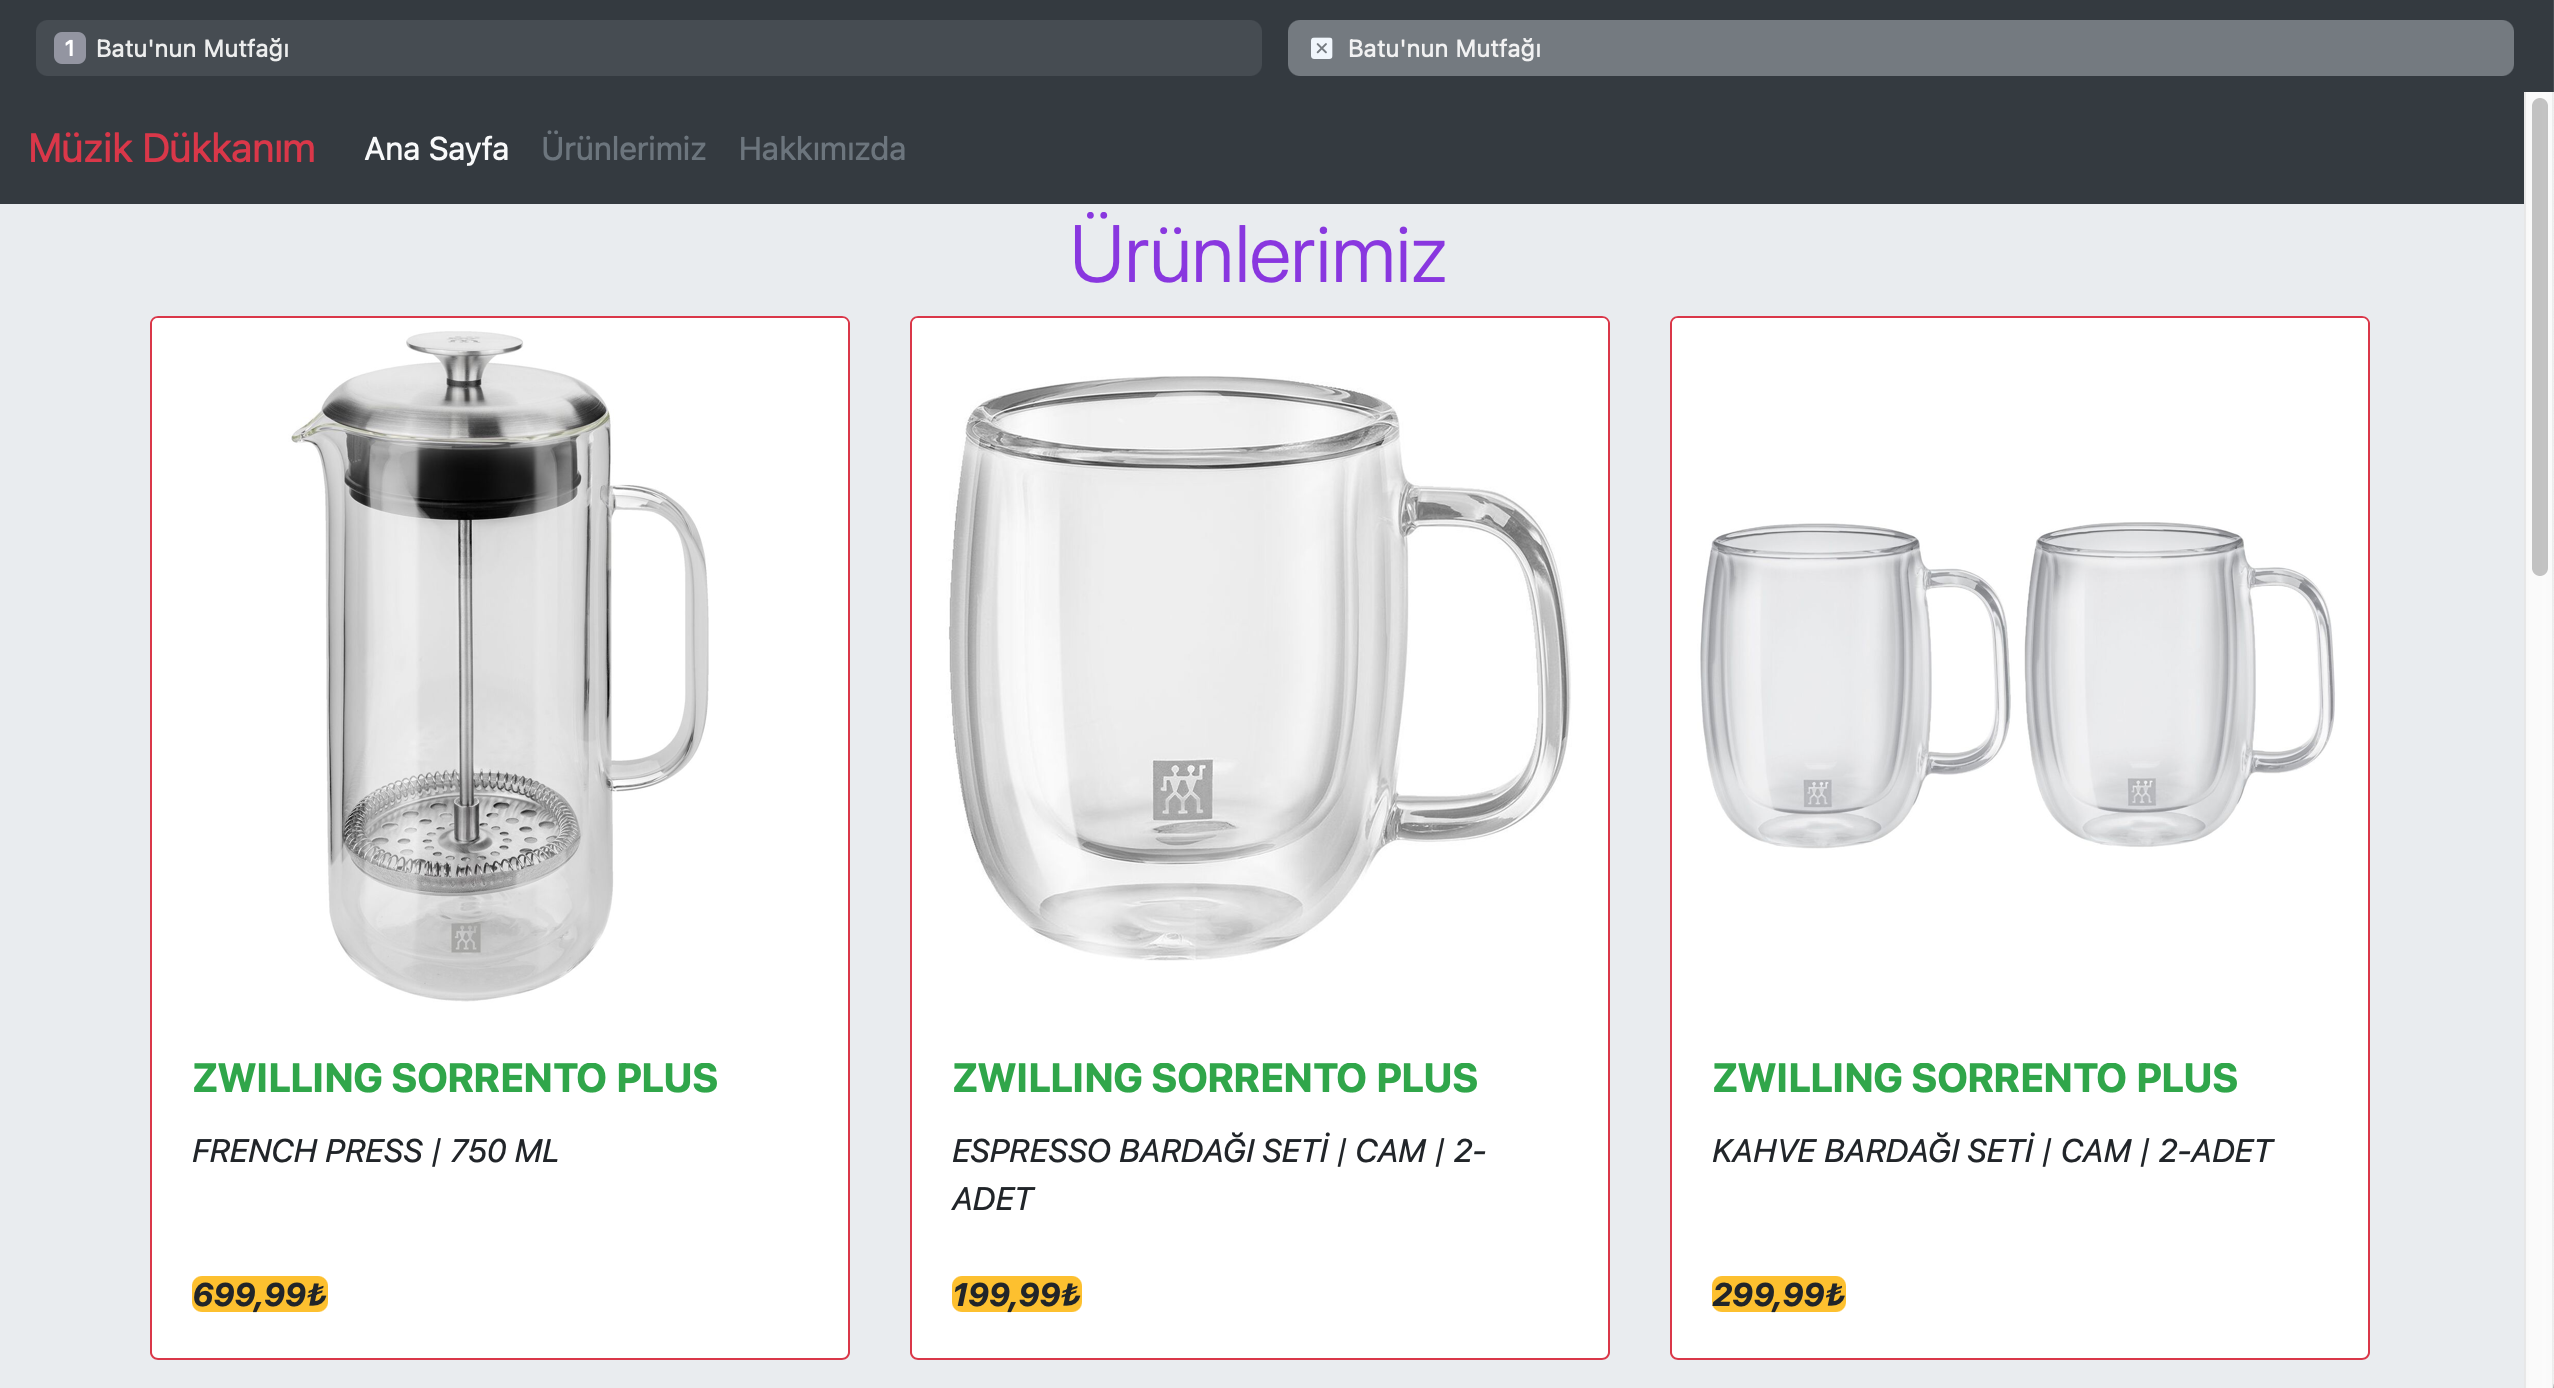 1 Batu'nun Mutfağı
Batu'nun Mutfağı
Müzik Dükkanım Ana Sayfa Ürünlerimiz Hakkımızda
Ürünlerimiz
ZWILLING SORRENTO PLUS
FRENCH PRESS | 750 ML
699,99₺
ZWILLING SORRENTO PLUS
ESPRESSO BARDAĞI SETİ | CAM | 2-
ADET
199,99₺
ZWILLING SORRENTO PLUS
KAHVE BARDAĞI SETİ | CAM | 2-ADET
299,99₺